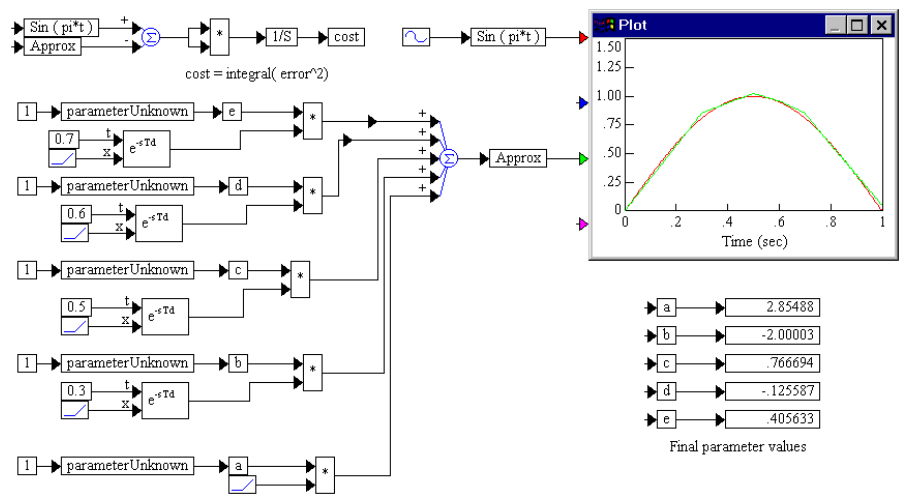 Sin ( pi*t )
+
Approx
-
Σ
*
1/S
cost
cost = integral( error^2)
Sin ( pi*t )
Plot
1.50
1.00
.75
.50
.25
0
0 .2 .4 .6 .8 1
Time (sec)
1 parameterUnknown e *
0.7 t
x
e-sTd
1 parameterUnknown d *
0.6 t
x
e-sTd
1 parameterUnknown c *
0.5 t
x
e-sTd
1 parameterUnknown b *
0.3 t
x
e-sTd
1 parameterUnknown a *
+
+
+
+
+
Σ
Approx
a 2.85488
b -2.00003
c .766694
d -.125587
e .405633
Final parameter values